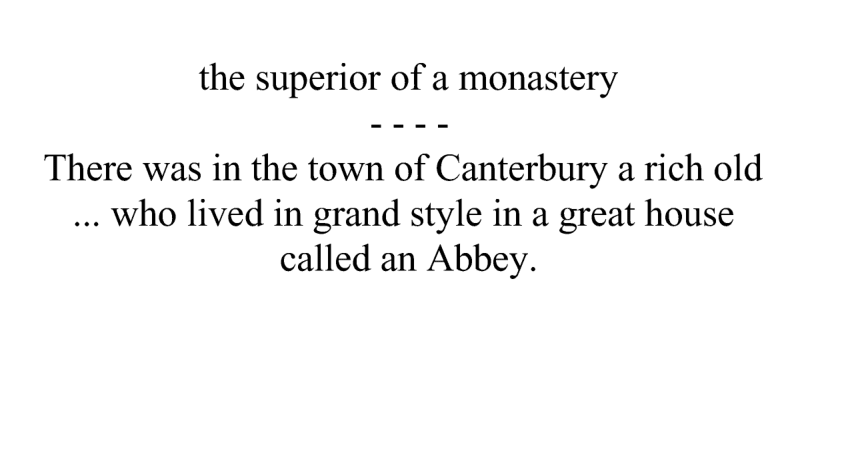 the superior of a monastery
- - - -
There was in the town of Canterbury a rich old
... who lived in grand style in a great house
called an Abbey.